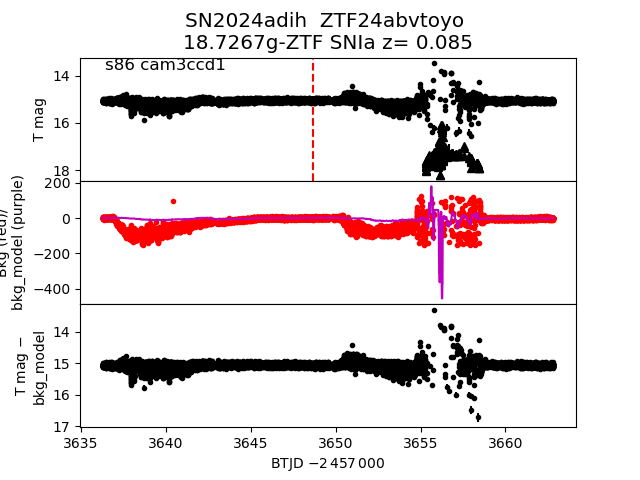 SN2024adih  ZTF24abvtoyo
18.7267g-ZTF SNIa z= 0.085
s86 cam3ccd1
14
16
18
T mag
200
0
−200
−400
Bkg (red)/
bkg_model (purple)
14
15
16
17
T mag −
bkg_model
3635 3640 3645 3650 3655 3660
BTJD −2 457 000